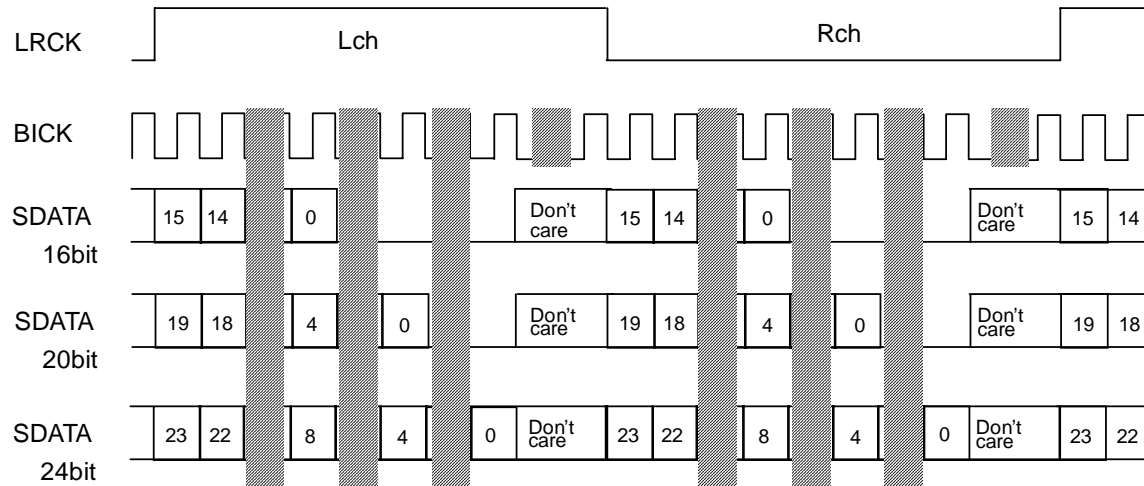 LRCK Lch Rch
BICK
SDATA 15 14 0 Don't care 15 14 0 Don't care 15 14
16bit
SDATA 19 18 4 0 Don't care 19 18 4 0 Don't care 19 18
20bit
SDATA 23 22 8 4 0 Don't care 23 22 8 4 0 Don't care 23 22
24bit